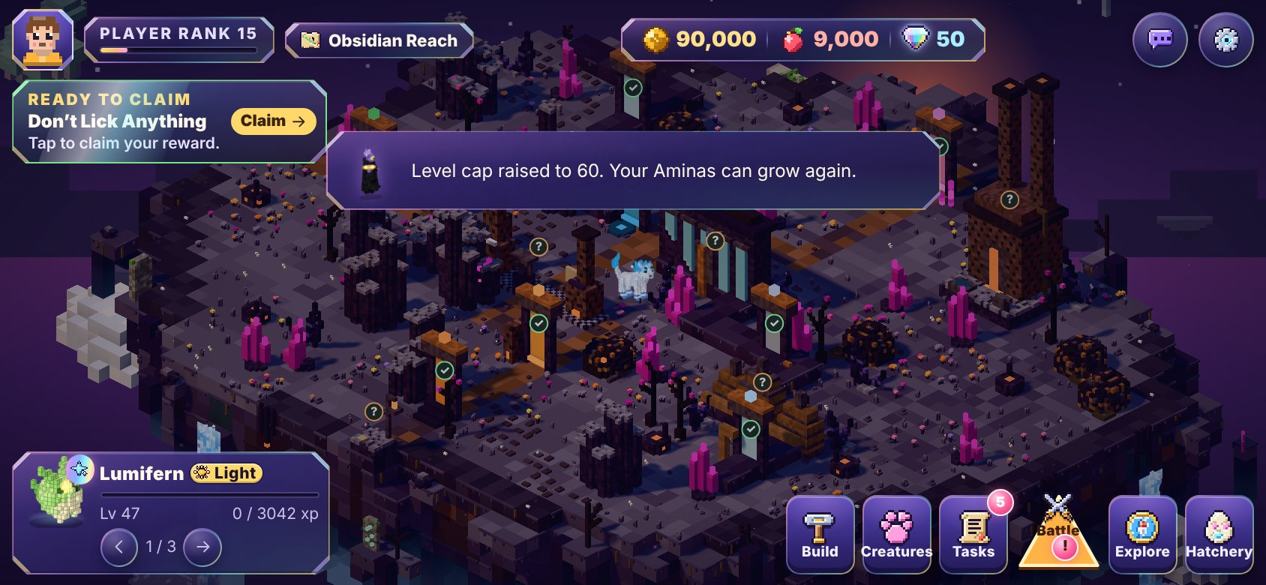 PLAYER RANK 15
Obsidian Reach
90,000
9,000
50
READY TO CLAIM
Don't Lick Anything
Tap to claim your reward.
Claim →
Level cap raised to 60. Your Aminas can grow again.
?
?
?
?
?
Lumifern
Light
Lv 47
0 / 3042 xp
1 / 3
Build
Creatures
5
Tasks
Battle
!
Explore
Hatchery